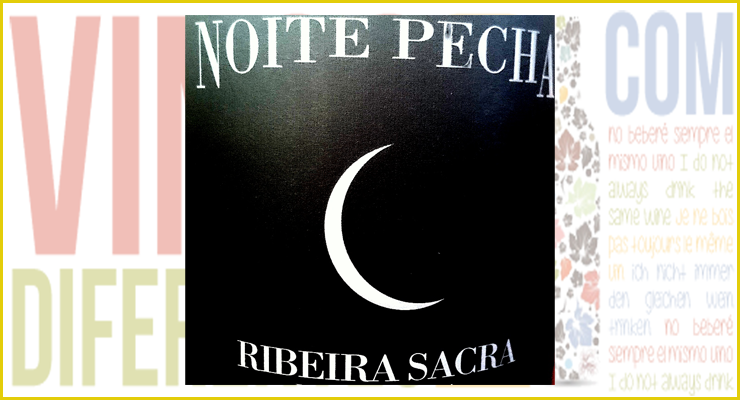 NOITE PECHA
RIBEIRA SACRA
VIN
DIFER
COM
no beberé siempre el
mismo vino I do not
always drink the
same wine Je ne bois
pas toujours le même
vin ich nicht immer
den gleichen wein
trinken no beberé
siempre el mismo vino
I do not always drink